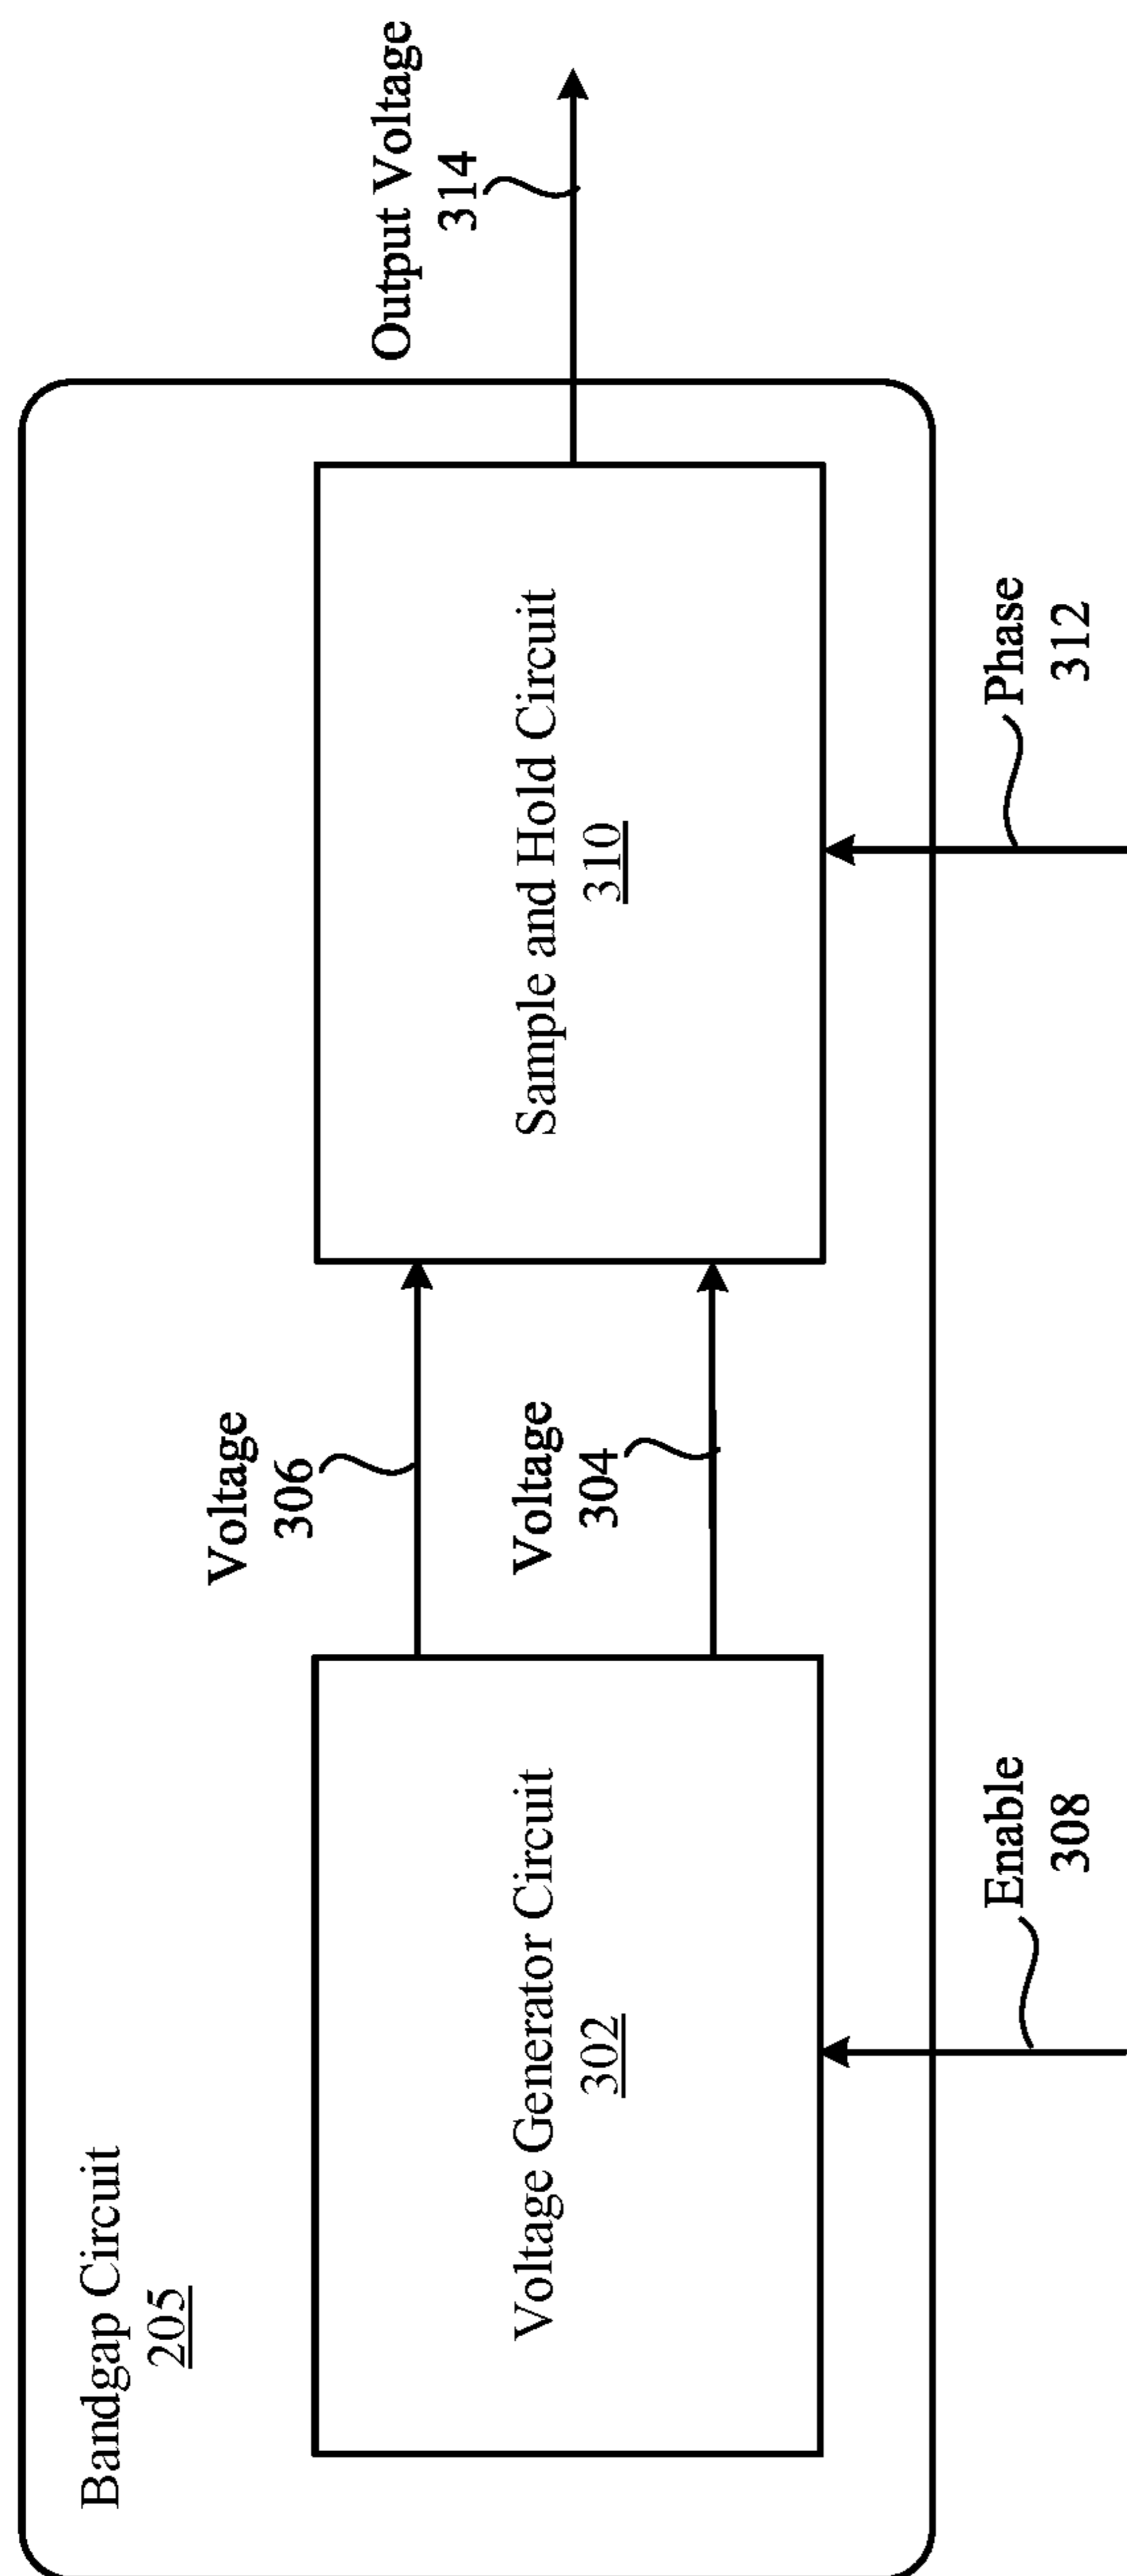 Bandgap Circuit
205
Voltage Generator Circuit
302
Voltage
306
Voltage
304
Sample and Hold Circuit
310
Output Voltage
314
Enable
308
Phase
312